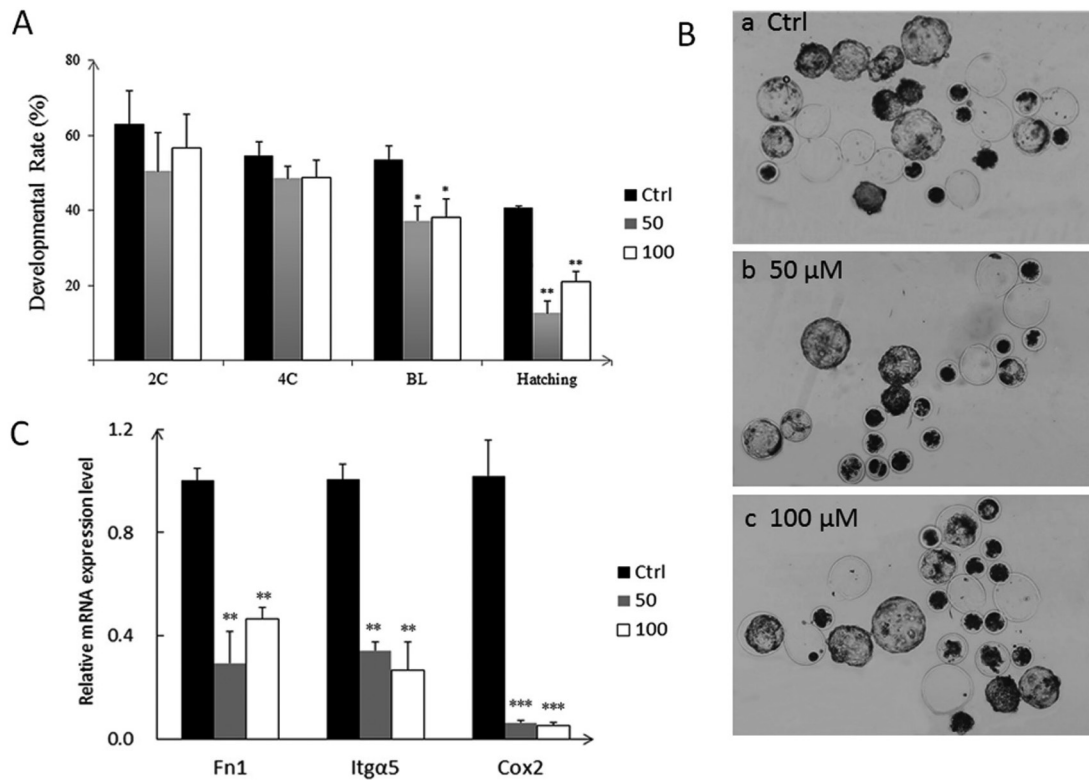 A
Developmental Rate (%)
80
60
40
20
* *
** **
2C 4C BL Hatching
Ctrl
50
100
B
a Ctrl
b 50 μM
c 100 μM
C
Relative mRNA expression level
1.2
0.8
0.4
0.0
** **
** **
*** ***
Fn1 Itgα5 Cox2
Ctrl
50
100